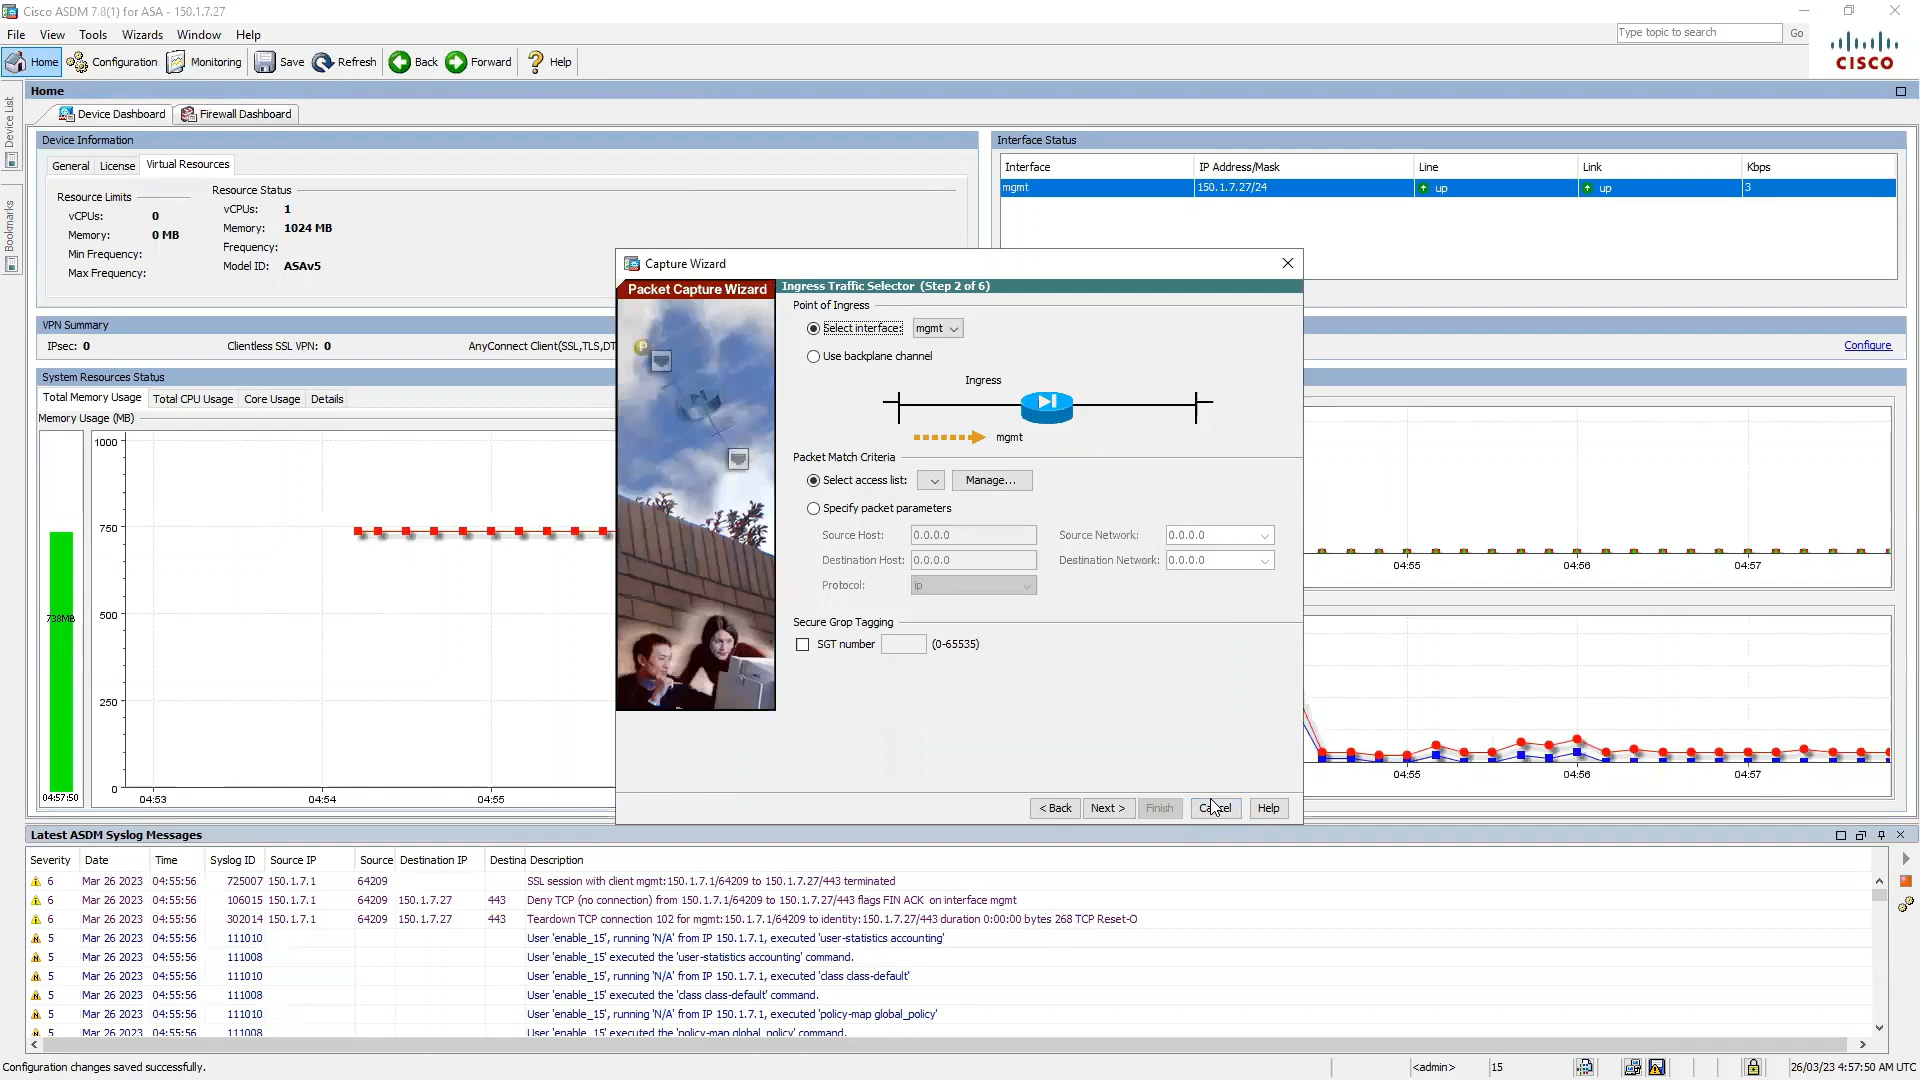 Cisco ASDM 7.8(1) for ASA - 150.1.7.27
File View Tools Wizards Window Help
Type topic to search Go
CISCO
Home Configuration Monitoring Save Refresh Back Forward Help
Device List
Bookmarks
Home
Device Dashboard Firewall Dashboard
Device Information
General License Virtual Resources
Resource Limits
vCPUs: 0
Memory: 0 MB
Min Frequency:
Max Frequency:
Resource Status
vCPUs: 1
Memory: 1024 MB
Frequency:
Model ID: ASAv5
Interface Status
Interface IP Address/Mask Line Link Kbps
mgmt 150.1.7.27/24 up up 3
VPN Summary
IPsec: 0 Clientless SSL VPN: 0 AnyConnect Client(SSL,TLS,DT
Configure
System Resources Status
Total Memory Usage Total CPU Usage Core Usage Details
Memory Usage (MB)
1000
750
500
250
0
738MB
04:57:50
04:53 04:54 04:55
04:55 04:56 04:57
04:55 04:56 04:57
Capture Wizard
Packet Capture Wizard
P
Ingress Traffic Selector (Step 2 of 6)
Point of Ingress
Select interface: mgmt
Use backplane channel
Ingress
mgmt
Packet Match Criteria
Select access list: Manage...
Specify packet parameters
Source Host: 0.0.0.0 Source Network: 0.0.0.0
Destination Host: 0.0.0.0 Destination Network: 0.0.0.0
Protocol: ip
Secure Grop Tagging
SGT number (0-65535)
< Back Next > Finish Cancel Help
Latest ASDM Syslog Messages
Severity Date Time Syslog ID Source IP Source Destination IP Destina Description
6 Mar 26 2023 04:55:56 725007 150.1.7.1 64209 SSL session with client mgmt:150.1.7.1/64209 to 150.1.7.27/443 terminated
6 Mar 26 2023 04:55:56 106015 150.1.7.1 64209 150.1.7.27 443 Deny TCP (no connection) from 150.1.7.1/64209 to 150.1.7.27/443 flags FIN ACK on interface mgmt
6 Mar 26 2023 04:55:56 302014 150.1.7.1 64209 150.1.7.27 443 Teardown TCP connection 102 for mgmt:150.1.7.1/64209 to identity:150.1.7.27/443 duration 0:00:00 bytes 268 TCP Reset-O
5 Mar 26 2023 04:55:56 111010 User 'enable_15', running 'N/A' from IP 150.1.7.1, executed 'user-statistics accounting'
5 Mar 26 2023 04:55:56 111008 User 'enable_15' executed the 'user-statistics accounting' command.
5 Mar 26 2023 04:55:56 111010 User 'enable_15', running 'N/A' from IP 150.1.7.1, executed 'class class-default'
5 Mar 26 2023 04:55:56 111008 User 'enable_15' executed the 'class class-default' command.
5 Mar 26 2023 04:55:56 111010 User 'enable_15', running 'N/A' from IP 150.1.7.1, executed 'policy-map global_policy'
5 Mar 26 2023 04:55:56 111008 User 'enable_15' executed the 'policy-map global_policy' command.
Configuration changes saved successfully. <admin> 15 26/03/23 4:57:50 AM UTC